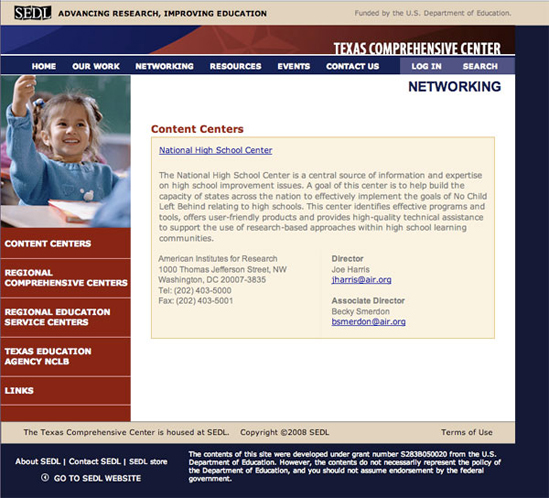 SEDL ADVANCING RESEARCH, IMPROVING EDUCATION
Funded by the U.S. Department of Education.
TEXAS COMPREHENSIVE CENTER
HOME OUR WORK NETWORKING RESOURCES EVENTS CONTACT US LOG IN SEARCH
NETWORKING
Content Centers
National High School Center
The National High School Center is a central source of information and expertise
on high school improvement issues. A goal of this center is to help build the
capacity of states across the nation to effectively implement the goals of No Child
Left Behind relating to high schools. This center identifies effective programs and
tools, offers user-friendly products and provides high-quality technical assistance
to support the use of research-based approaches within high school learning
communities.
American Institutes for Research
1000 Thomas Jefferson Street, NW
Washington, DC 20007-3835
Tel: (202) 403-5000
Fax: (202) 403-5001
Director
Joe Harris
jharris@air.org
Associate Director
Becky Smerdon
bsmerdon@air.org
CONTENT CENTERS
REGIONAL
COMPREHENSIVE CENTERS
REGIONAL EDUCATION
SERVICE CENTERS
TEXAS EDUCATION
AGENCY NCLB
LINKS
The Texas Comprehensive Center is housed at SEDL. Copyright ©2008 SEDL
Terms of Use
About SEDL | Contact SEDL | SEDL store
GO TO SEDL WEBSITE
The contents of this site were developed under grant number S283B050020 from the U.S.
Department of Education. However, the contents do not necessarily represent the policy of
the Department of Education, and you should not assume endorsement by the federal
government.